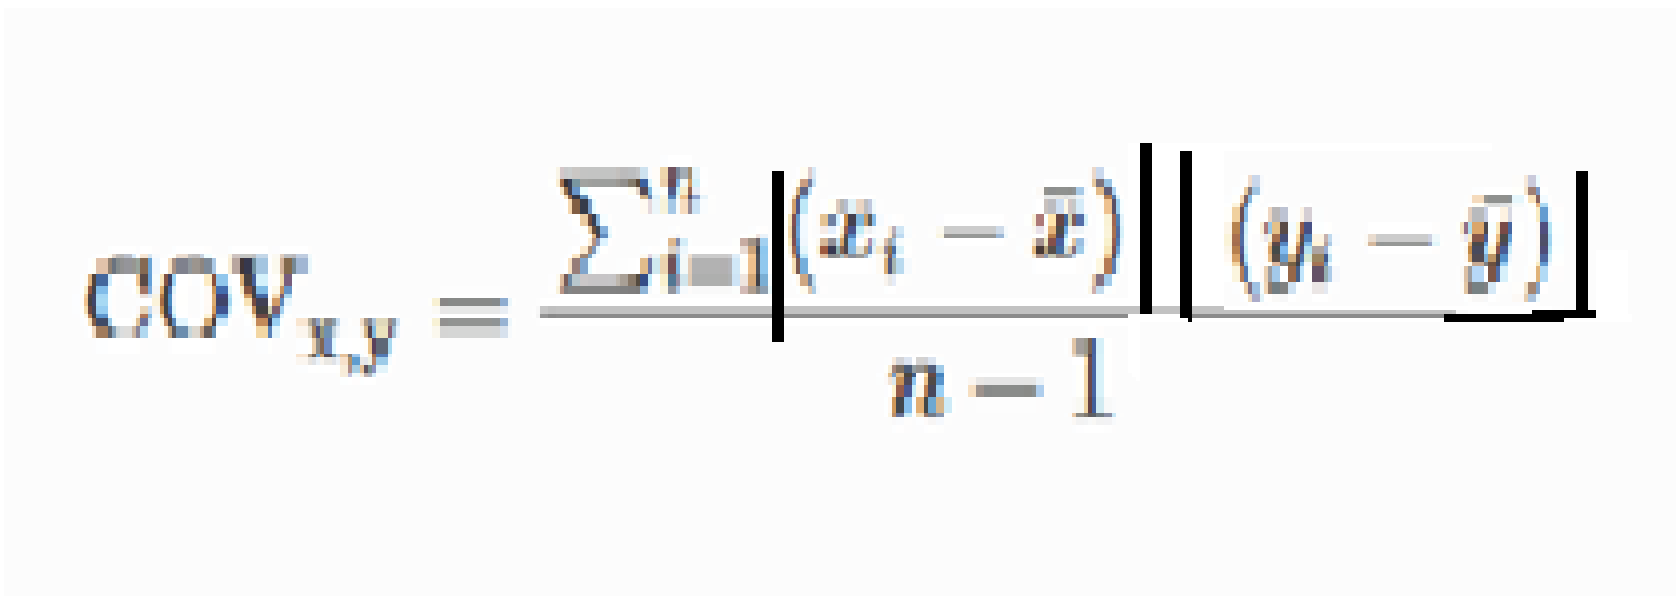 cov_{x,y} = \frac{\sum_{i=1}^{n} |(x_i - \bar{x})| |(y_i - \bar{y})|}{n - 1}